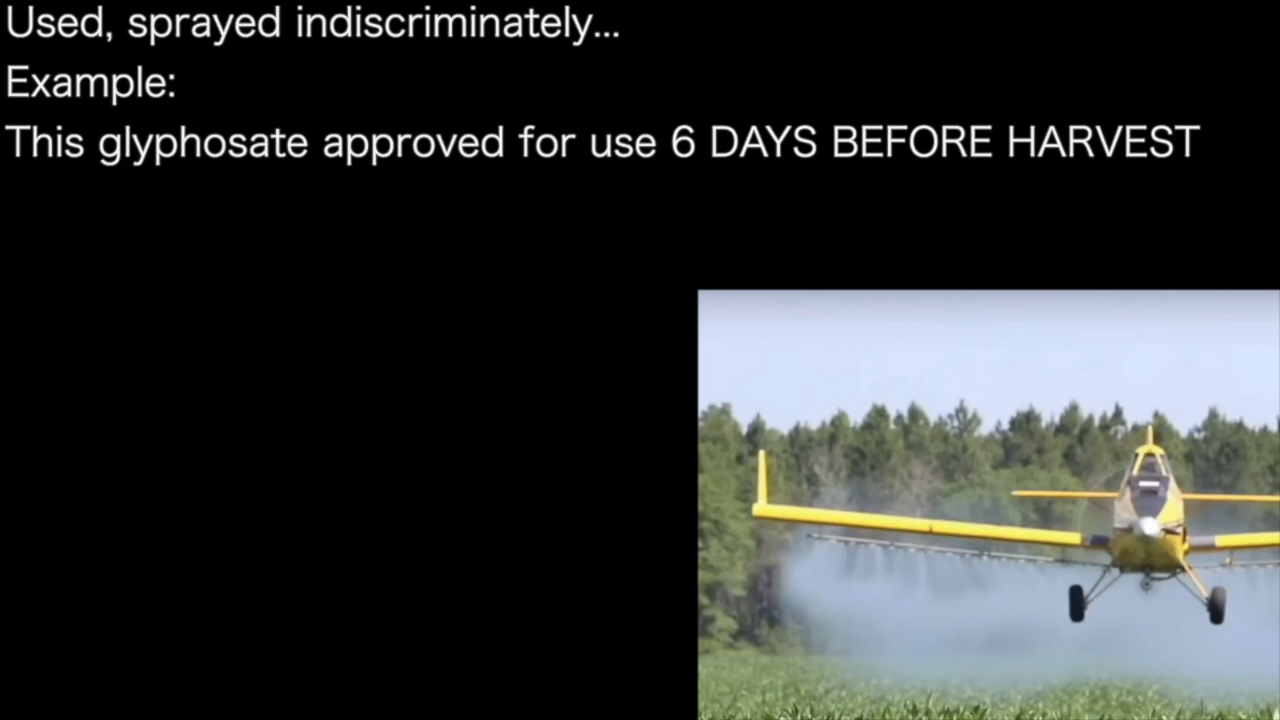 Used, sprayed indiscriminately...
Example:
This glyphosate approved for use 6 DAYS BEFORE HARVEST